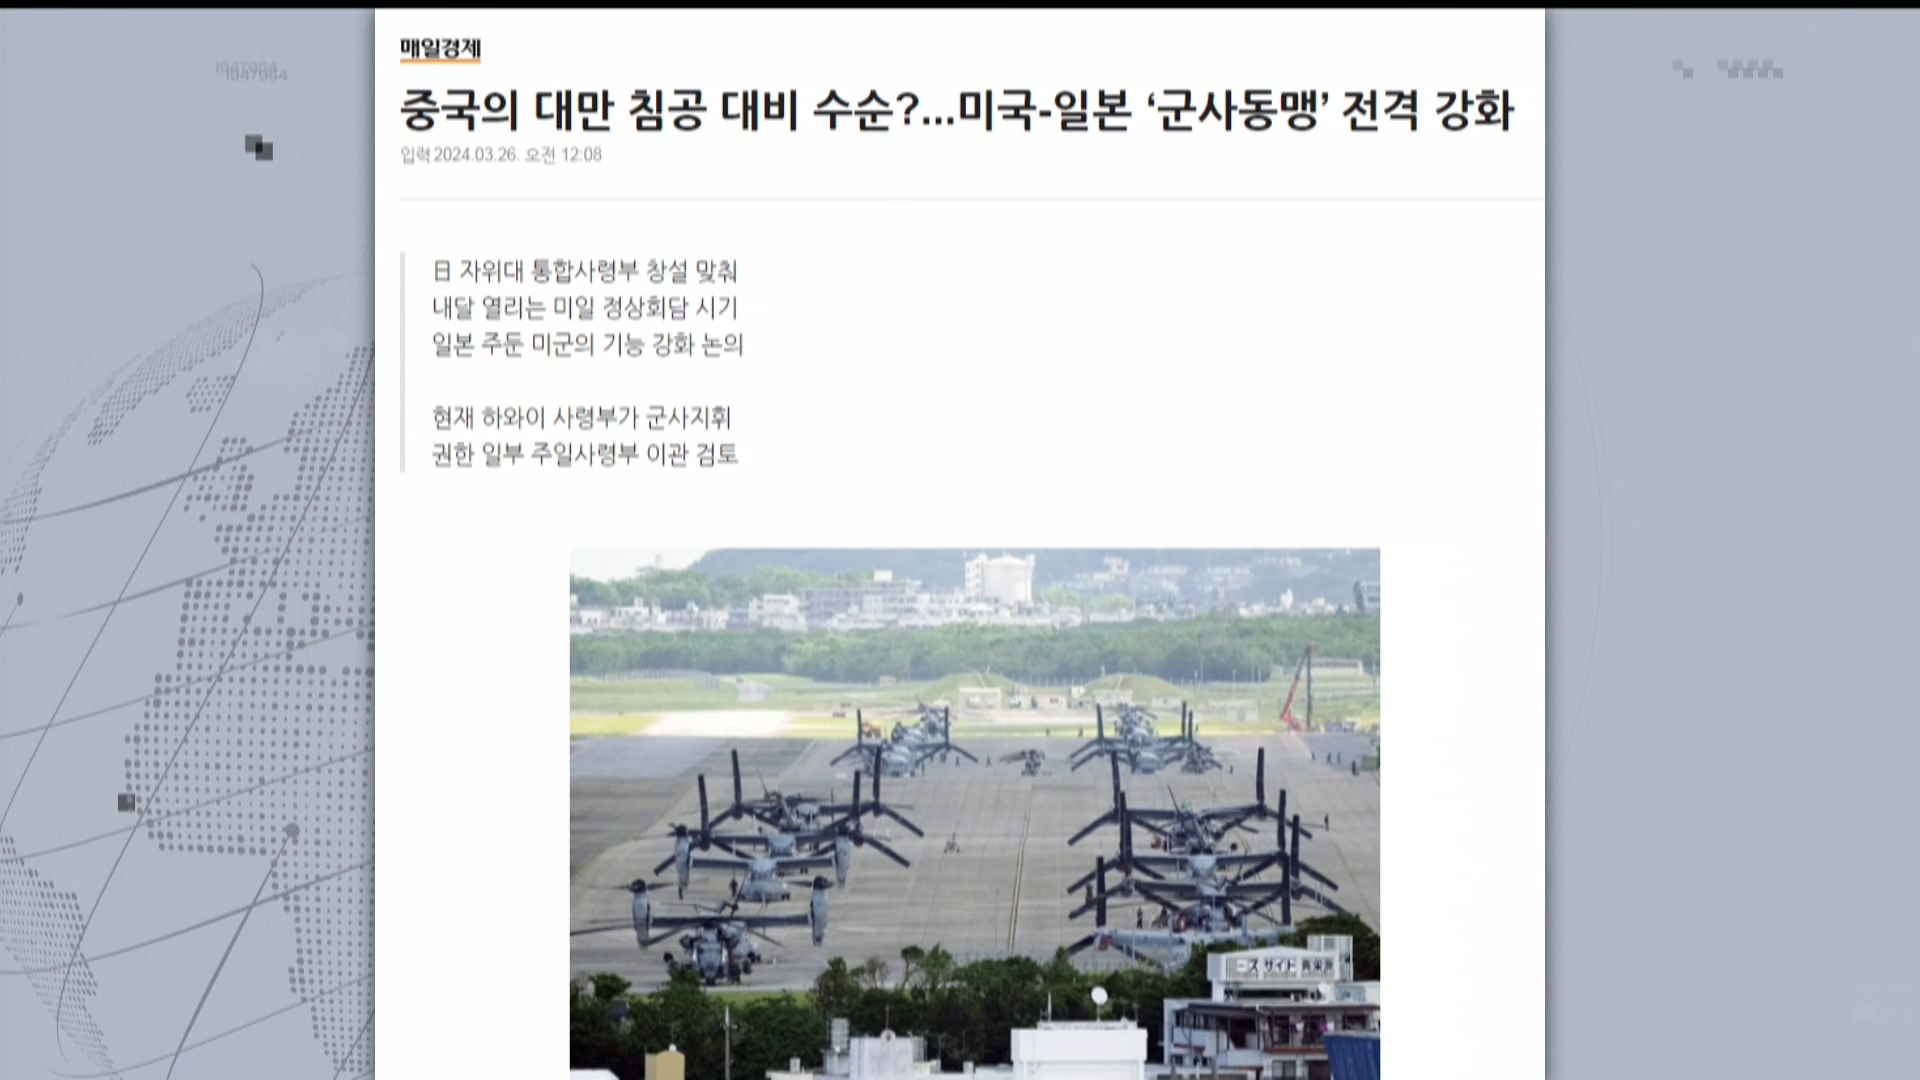 매일경제
중국의 대만 침공 대비 수순?...미국-일본 ‘군사동맹’ 전격 강화
입력 2024.03.26. 오전 12:08
日 자위대 통합사령부 창설 맞춰
내달 열리는 미일 정상회담 시기
일본 주둔 미군의 기능 강화 논의
현재 하와이 사령부가 군사지휘
권한 일부 주일사령부 이관 검토
1047954